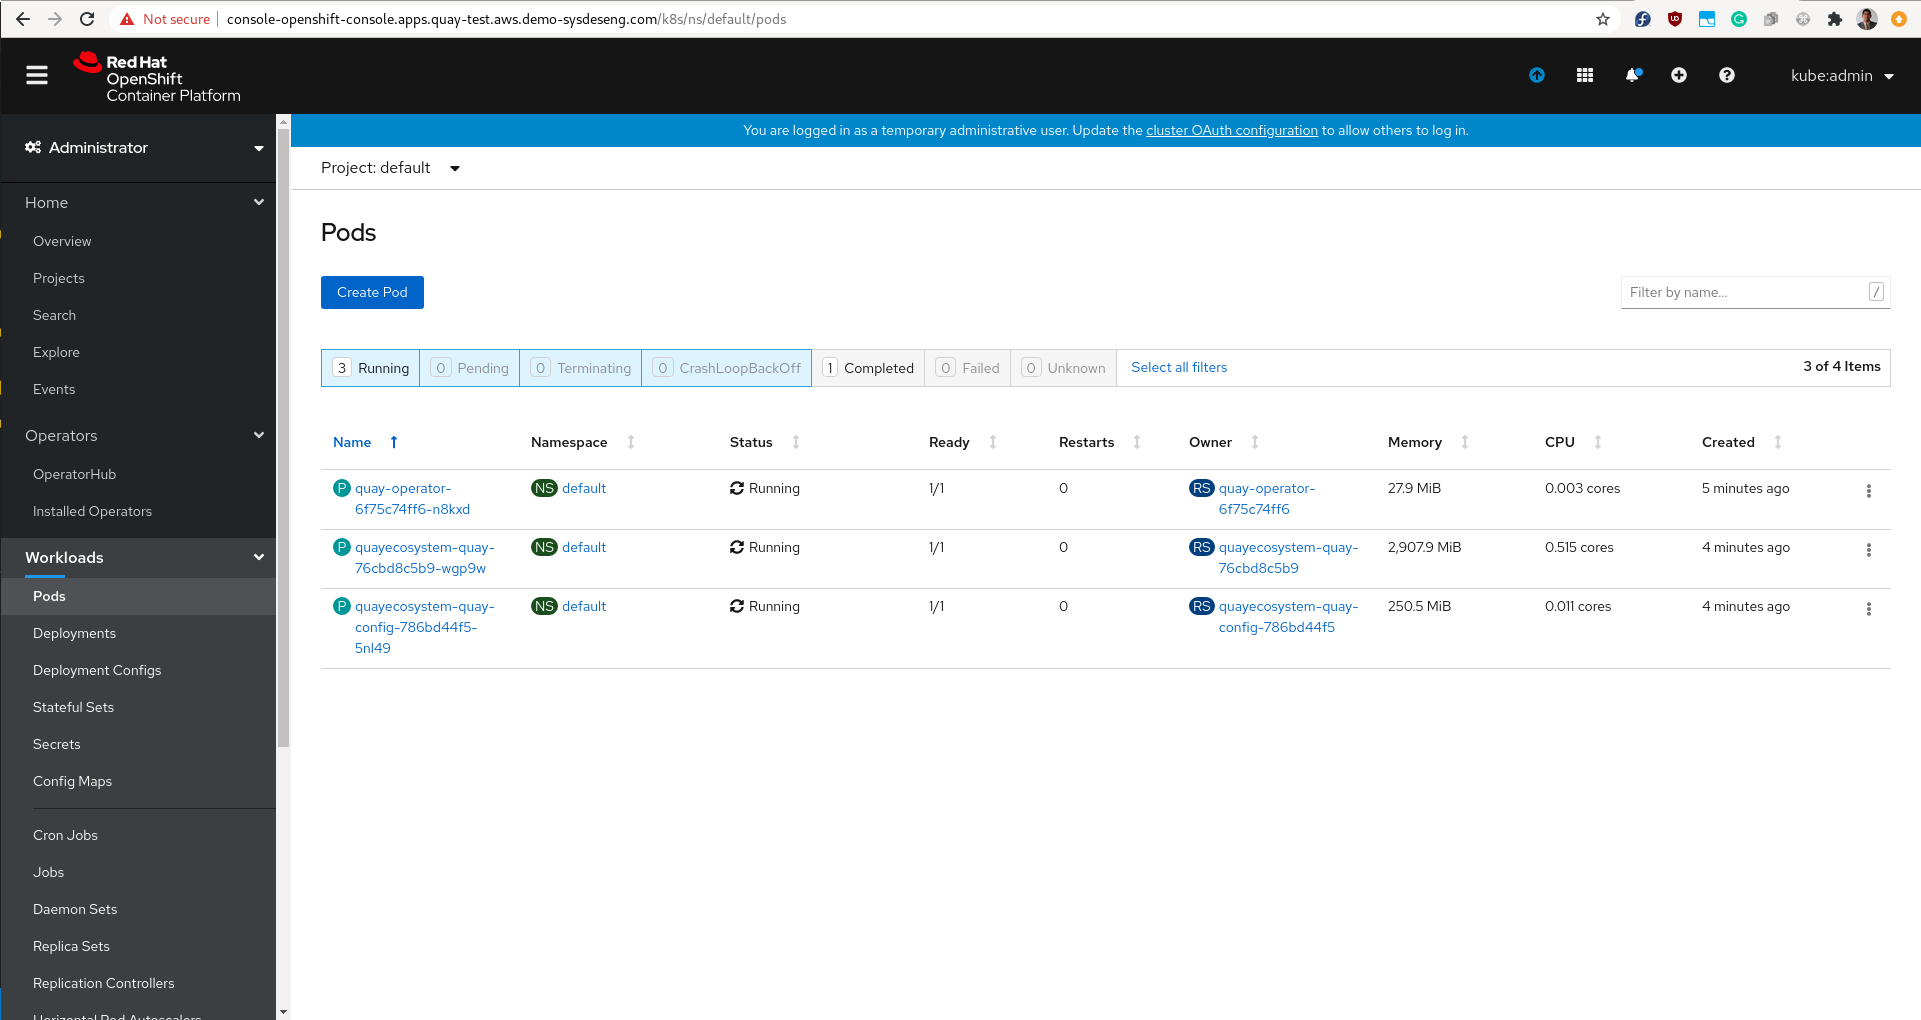 Not secure console-openshift-console.apps.quay-test.aws.demo-sysdeseng.com/k8s/ns/default/pods
Red Hat
OpenShift
Container Platform
kube:admin
Administrator
Home
Overview
Projects
Search
Explore
Events
Operators
OperatorHub
Installed Operators
Workloads
Pods
Deployments
Deployment Configs
Stateful Sets
Secrets
Config Maps
Cron Jobs
Jobs
Daemon Sets
Replica Sets
Replication Controllers
Horizontal Pod Autoscalers
You are logged in as a temporary administrative user. Update the cluster OAuth configuration to allow others to log in.
Project: default
Pods
Create Pod
Filter by name... /
3 Running 0 Pending 0 Terminating 0 CrashLoopBackOff 1 Completed 0 Failed 0 Unknown Select all filters 3 of 4 Items
Name Namespace Status Ready Restarts Owner Memory CPU Created
P quay-operator- NS default Running 1/1 0 RS quay-operator- 27.9 MiB 0.003 cores 5 minutes ago
6f75c74ff6-n8kxd 6f75c74ff6
P quayecosystem-quay- NS default Running 1/1 0 RS quayecosystem-quay- 2,907.9 MiB 0.515 cores 4 minutes ago
76cbd8c5b9-wgp9w 76cbd8c5b9
P quayecosystem-quay- NS default Running 1/1 0 RS quayecosystem-quay- 250.5 MiB 0.011 cores 4 minutes ago
config-786bd44f5- config-786bd44f5
5nl49